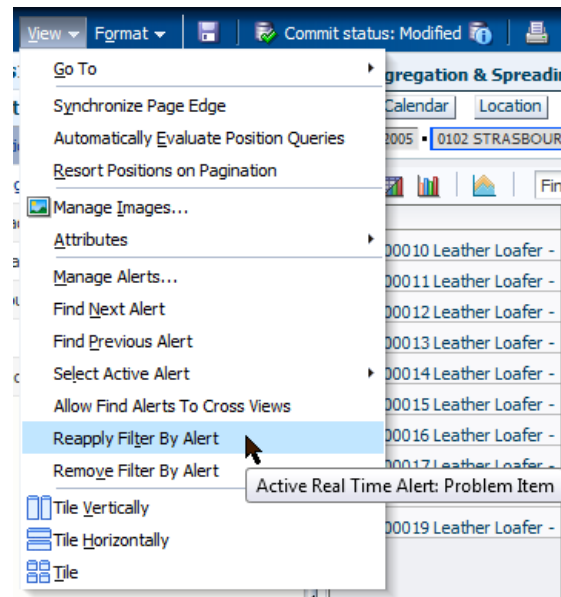 View Format Commit status: Modified
Go To
Synchronize Page Edge
Automatically Evaluate Position Queries
Resort Positions on Pagination
Manage Images...
Attributes
Manage Alerts...
Find Next Alert
Find Previous Alert
Select Active Alert
Allow Find Alerts To Cross Views
Reapply Filter By Alert
Remove Filter By Alert
Active Real Time Alert: Problem Item
Tile Vertically
Tile Horizontally
Tile
gregation & Spreadi
Calendar Location
2005 0102 STRASBOUR
Fin
00010 Leather Loafer -
00011 Leather Loafer -
00012 Leather Loafer -
00013 Leather Loafer -
00014 Leather Loafer -
00015 Leather Loafer -
00016 Leather Loafer -
00017 Leather Loafer -
00019 Leather Loafer -